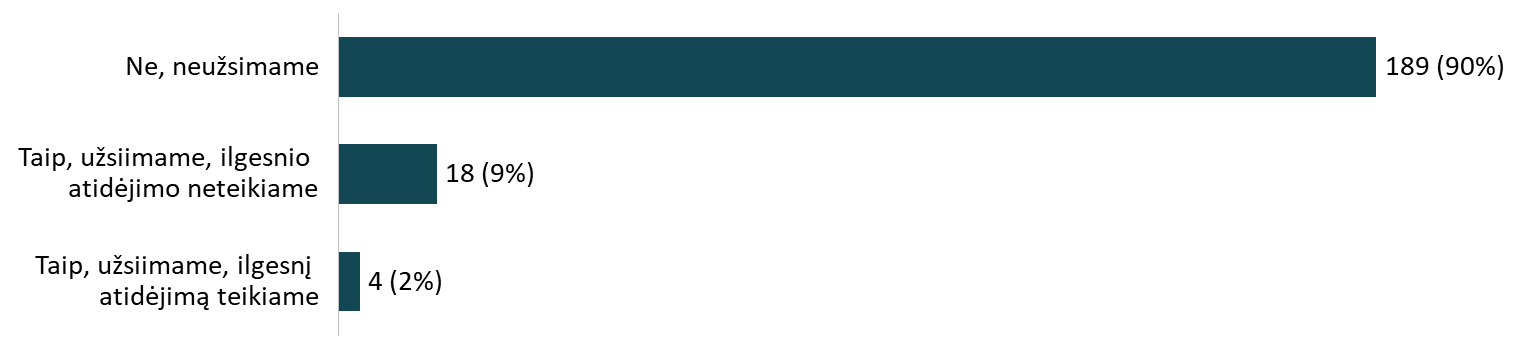 Ne, neužsimame
189 (90%)
Taip, užsiimame, ilgesnio
atidėjimo neteikiame
18 (9%)
Taip, užsiimame, ilgesnį
atidėjimą teikiame
4 (2%)